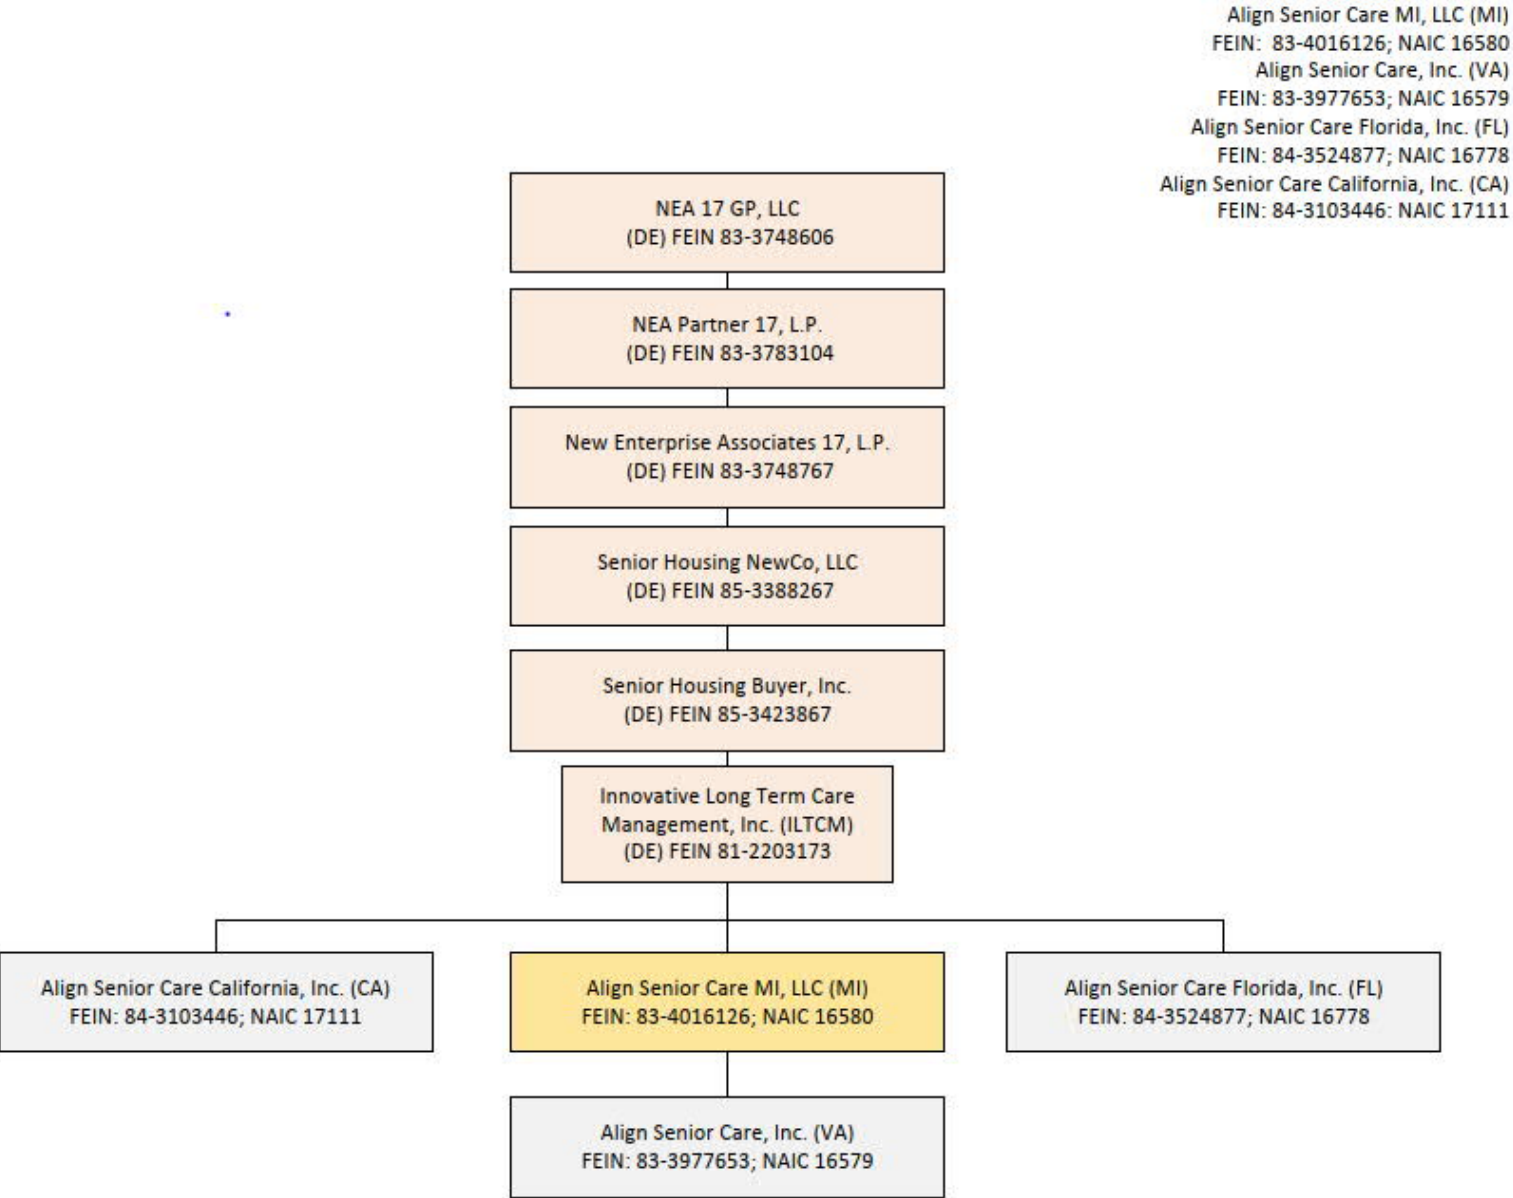 Align Senior Care MI, LLC (MI)
FEIN:  83-4016126; NAIC 16580
Align Senior Care, Inc. (VA)
FEIN: 83-3977653; NAIC 16579
Align Senior Care Florida, Inc. (FL)
FEIN: 84-3524877; NAIC 16778
Align Senior Care California, Inc. (CA)
FEIN: 84-3103446: NAIC 17111
NEA 17 GP, LLC
(DE) FEIN 83-3748606
NEA Partner 17, L.P.
(DE) FEIN 83-3783104
New Enterprise Associates 17, L.P.
(DE) FEIN 83-3748767
Senior Housing NewCo, LLC
(DE) FEIN 85-3388267
Senior Housing Buyer, Inc.
(DE) FEIN 85-3423867
Innovative Long Term Care
Management, Inc. (ILTCM)
(DE) FEIN 81-2203173
Align Senior Care California, Inc. (CA)
FEIN: 84-3103446; NAIC 17111
Align Senior Care MI, LLC (MI)
FEIN: 83-4016126; NAIC 16580
Align Senior Care Florida, Inc. (FL)
FEIN: 84-3524877; NAIC 16778
Align Senior Care, Inc. (VA)
FEIN: 83-3977653; NAIC 16579